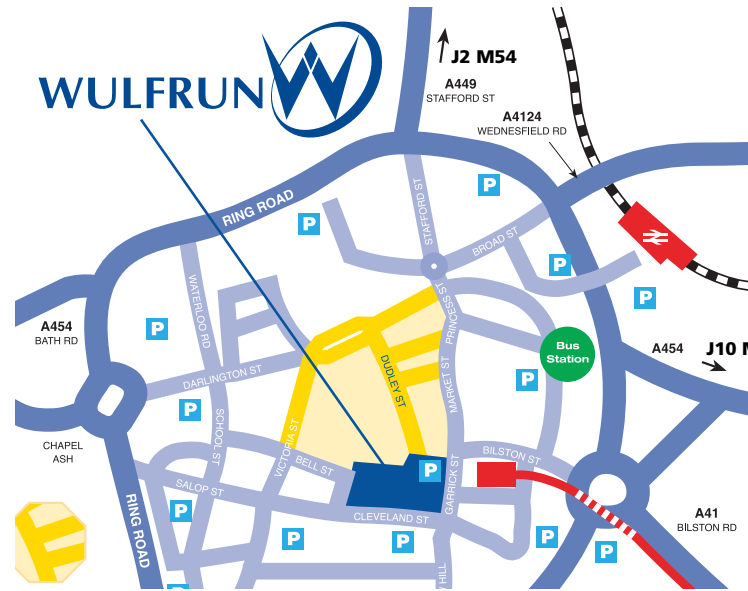 WULFRUN
W
J2 M54
A449
STAFFORD ST
A4124
WEDNESFIELD RD
RING ROAD
P
P
STAFFORD ST
BROAD ST
P
P
WATERLOO RD
PRINCESS ST
A454
BATH RD
P
Bus
Station
A454
J10 M
DARLINGTON ST
DUDLEY ST
MARKET ST
P
P
CHAPEL
ASH
SCHOOL ST
VICTORIA ST
BELL ST
BILSTON ST
P
SALOP ST
GARRICK ST
P
CLEVELAND ST
RING ROAD
A41
BILSTON RD
P
P
P
P
HILL
P